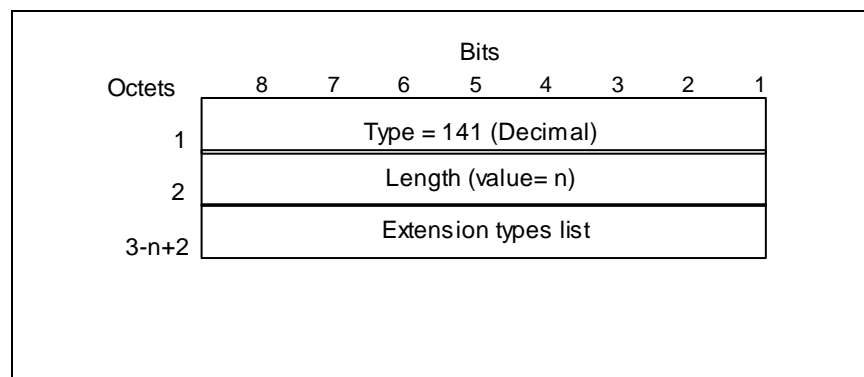 Bits
Octets 8 7 6 5 4 3 2 1
1 Type = 141 (Decimal)
2 Length (value= n)
3-n+2 Extension types list